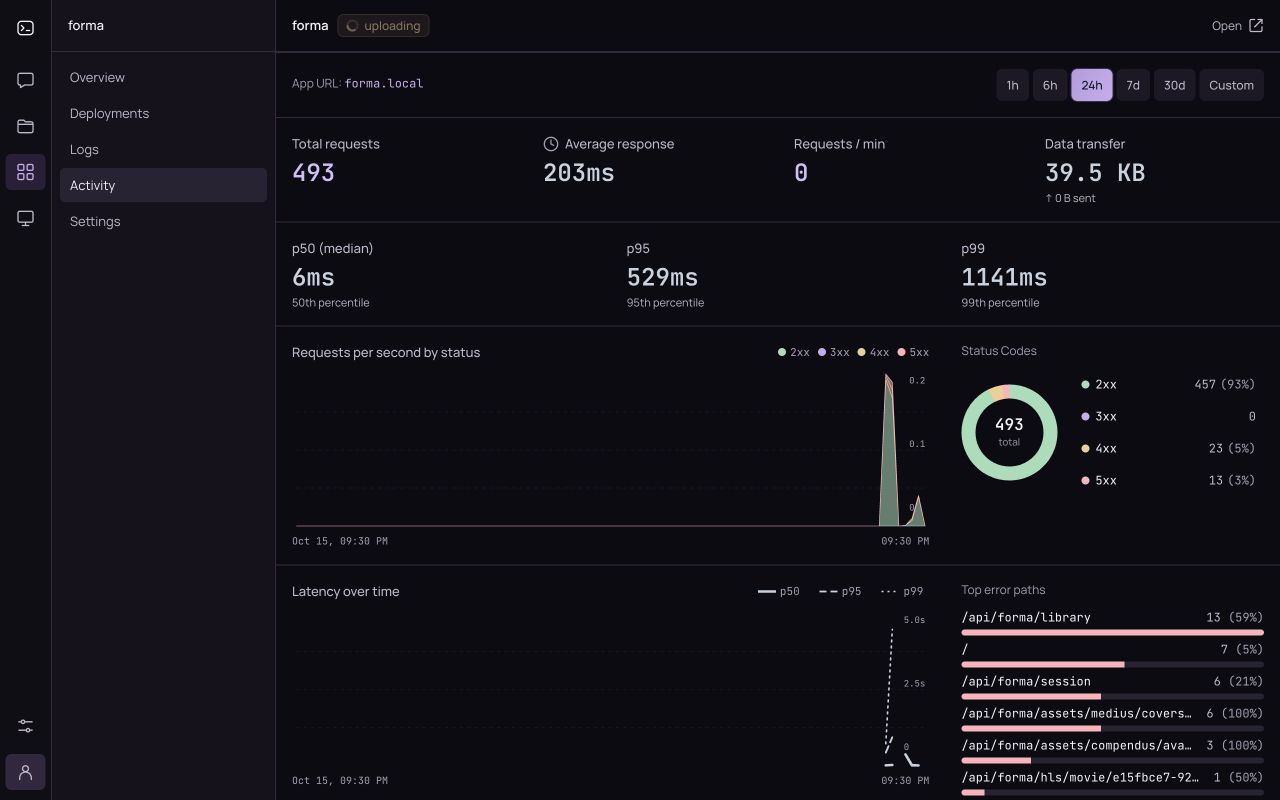 forma
forma uploading Open
Overview
Deployments
Logs
Activity
Settings
App URL: forma.local
1h 6h 24h 7d 30d Custom
Total requests
493
Average response
203ms
Requests / min
0
Data transfer
39.5 KB
↑ 0 B sent
p50 (median)
6ms
50th percentile
p95
529ms
95th percentile
p99
1141ms
99th percentile
Requests per second by status
2xx 3xx 4xx 5xx
0.2
0.1
0
Oct 15, 09:30 PM 09:30 PM
Status Codes
493
total
2xx 457 (93%)
3xx 0
4xx 23 (5%)
5xx 13 (3%)
Latency over time
p50 p95 p99
5.0s
2.5s
0
Oct 15, 09:30 PM 09:30 PM
Top error paths
/api/forma/library 13 (59%)
/ 7 (5%)
/api/forma/session 6 (21%)
/api/forma/assets/medius/covers… 6 (100%)
/api/forma/assets/compendus/ava… 3 (100%)
/api/forma/hls/movie/e15fbce7-92… 1 (50%)